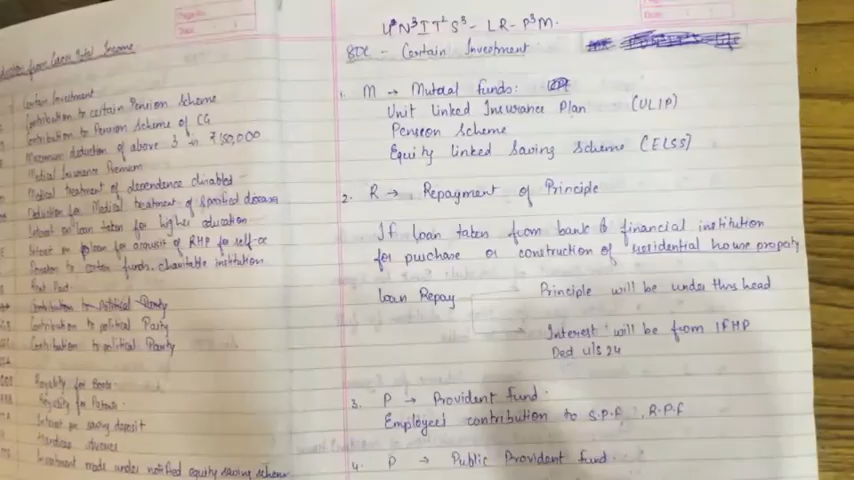 Deduction from Gross Total Income
Certain Investment
Contribution to certain Pension Scheme
Contribution to Pension Scheme of CG
Maximum deduction of above 3 is ₹150,000
Medical Insurance Premium
Medical treatment of dependence disabled
Deduction for Medical treatment of Specified disease
Interest on loan taken for higher education
Interest on loan for acquisit of RHP for self-oc
Donation to certain funds. charitable institution
Rent Paid
Contribution to Political Party
Contribution to political Party
Contribution to political Party
Royality for Books
Royality for Patents
Interest on saving deposit
Handicap
Investment made under notified equity saving scheme
U⁴N³IT²S³- LR- P³M.
80C - Certain Investment
1. M → Mutual Funds:
Unit Linked Insurance Plan (ULIP)
Pension Scheme
Equity linked Saving Scheme (ELSS)
2. R → Repayment of Principle
If loan taken from bank & financial institution
for purchase or construction of residential house property
loan Repay Principle will be under this head
→ Interest will be from IFHP
Ded u/s 24
3. P → Provident Fund.
Employee's contribution to S.P.F, R.P.F
4. P → Public Provident fund.